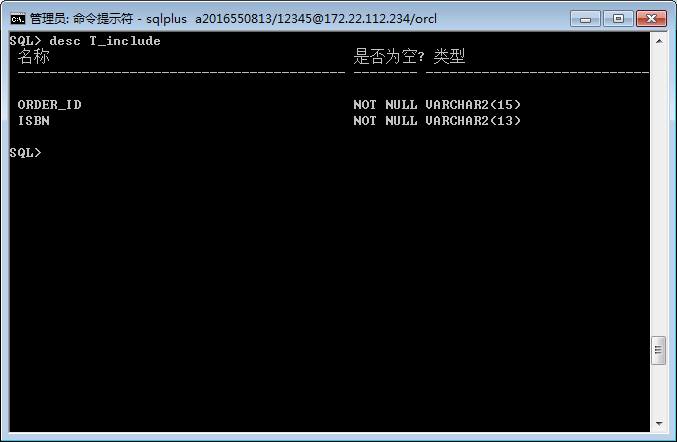 管理员: 命令提示符 - sqlplus  a2016550813/12345@172.22.112.234/orcl
SQL> desc T_include
名称 是否为空? 类型
----------------------------------------- -------- ----------------------------
ORDER_ID NOT NULL VARCHAR2(15)
ISBN NOT NULL VARCHAR2(13)
SQL>